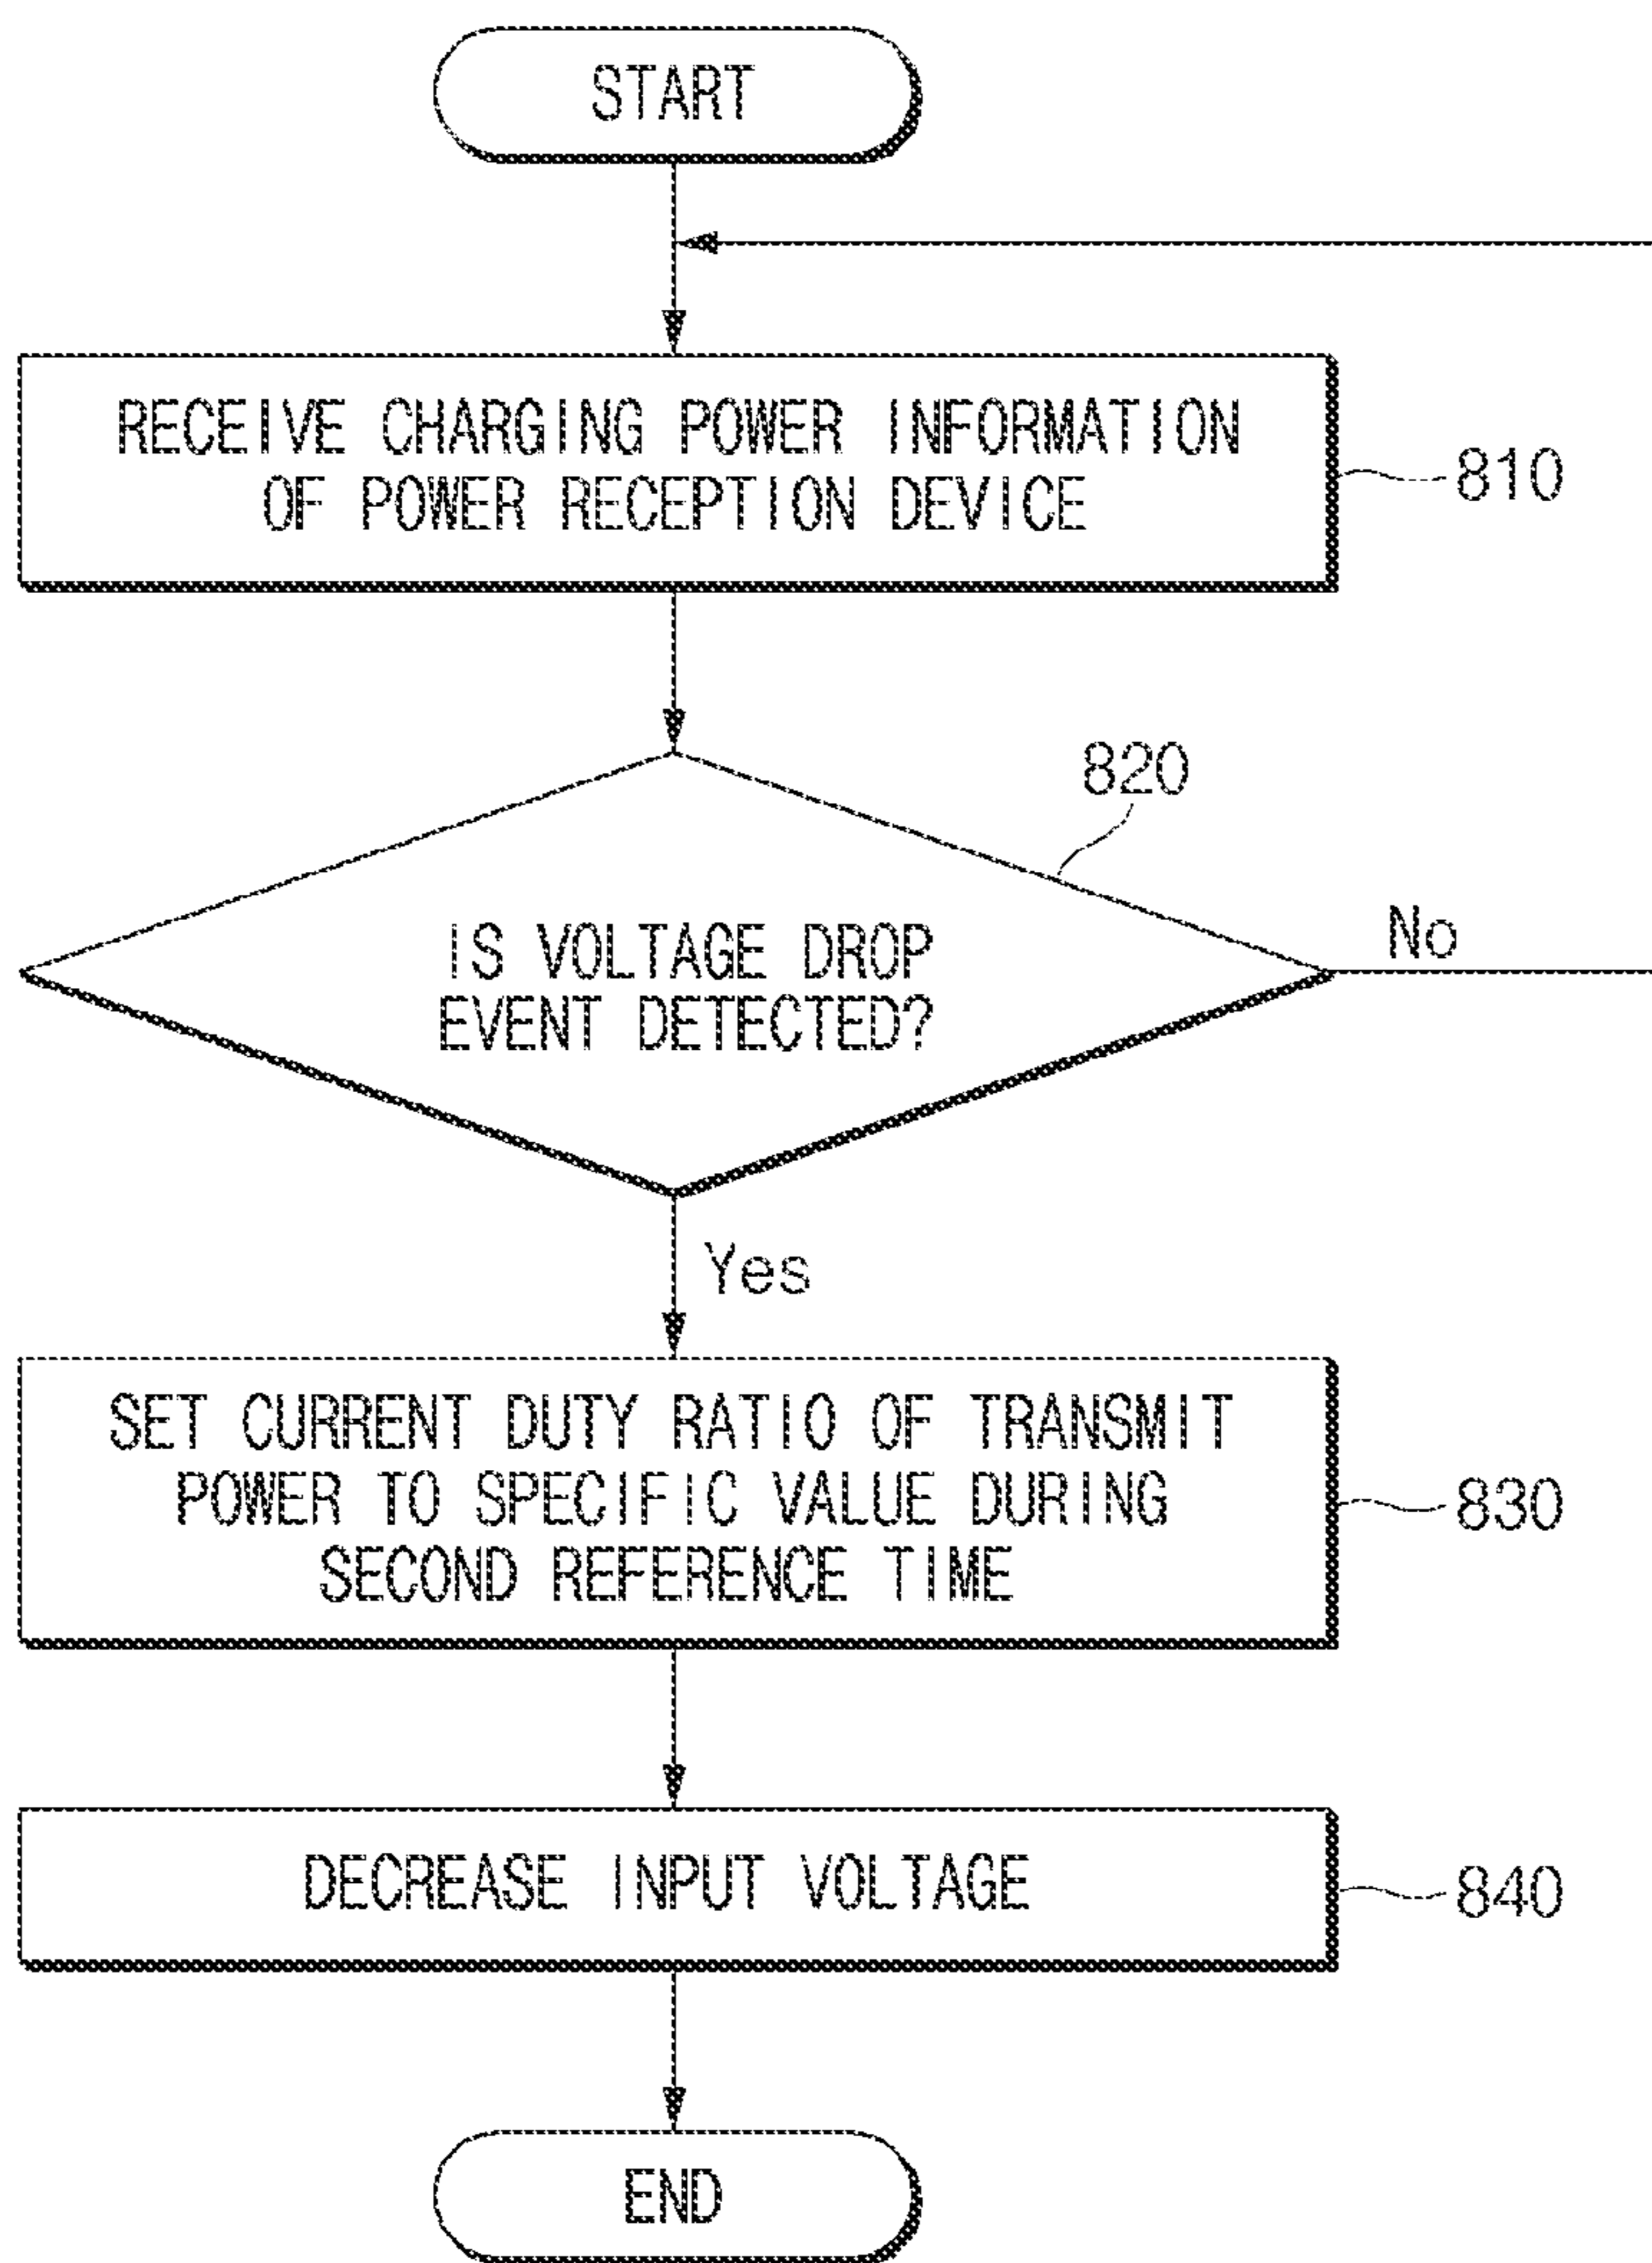 START
RECEIVE CHARGING POWER INFORMATION
OF POWER RECEPTION DEVICE
810
820
IS VOLTAGE DROP
EVENT DETECTED?
No
Yes
SET CURRENT DUTY RATIO OF TRANSMIT
POWER TO SPECIFIC VALUE DURING
SECOND REFERENCE TIME
830
DECREASE INPUT VOLTAGE
840
END